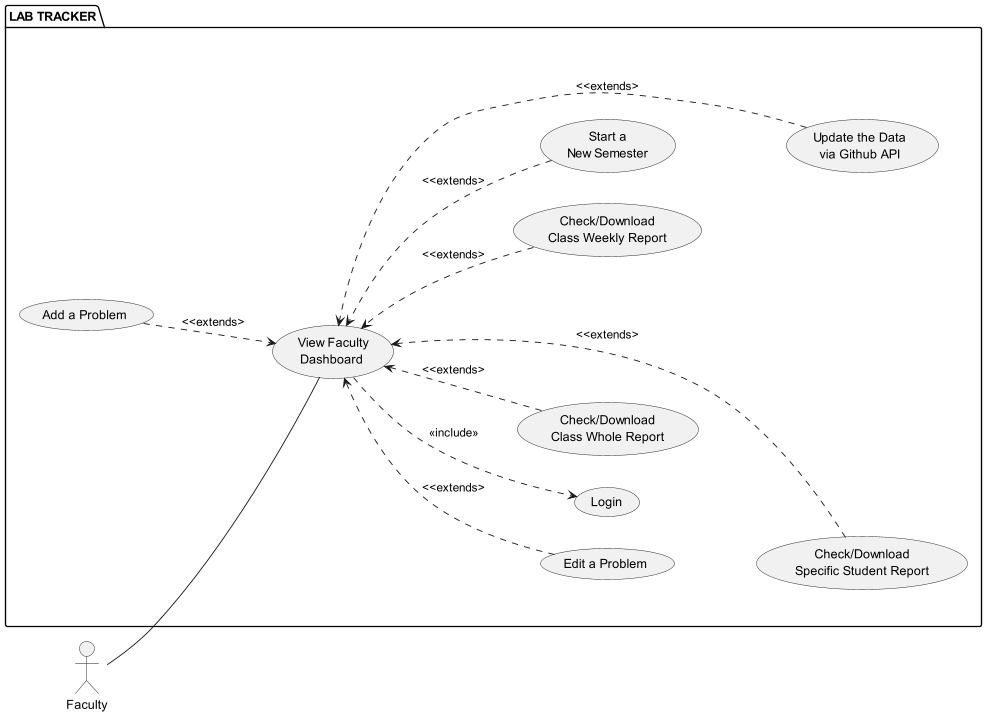 LAB TRACKER
<<extends>
Start a
New Semester
Update the Data
via Github API
<<extends>
Check/Download
Class Weekly Report
<<extends>
Add a Problem
<<extends>
View Faculty
Dashboard
<<extends>
<<extends>
Check/Download
Class Whole Report
«include»
<<extends>
Login
Edit a Problem
Check/Download
Specific Student Report
Faculty